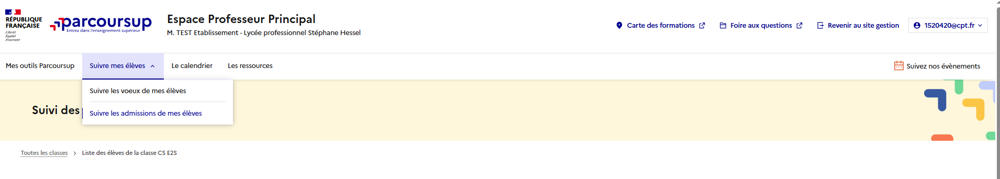 RÉPUBLIQUE
FRANÇAISE
Liberté
Égalité
Fraternité
parcoursup
Entrez dans l'enseignement supérieur
Espace Professeur Principal
M. TEST Etablissement - Lycée professionnel Stéphane Hessel
Carte des formations
Foire aux questions
Revenir au site gestion
1520420@cpt.fr
Mes outils Parcoursup
Suivre mes élèves
Le calendrier
Les ressources
Suivez nos évènements
Suivre les voeux de mes élèves
Suivi des
Suivre les admissions de mes élèves
Toutes les classes > Liste des élèves de la classe CS E2S